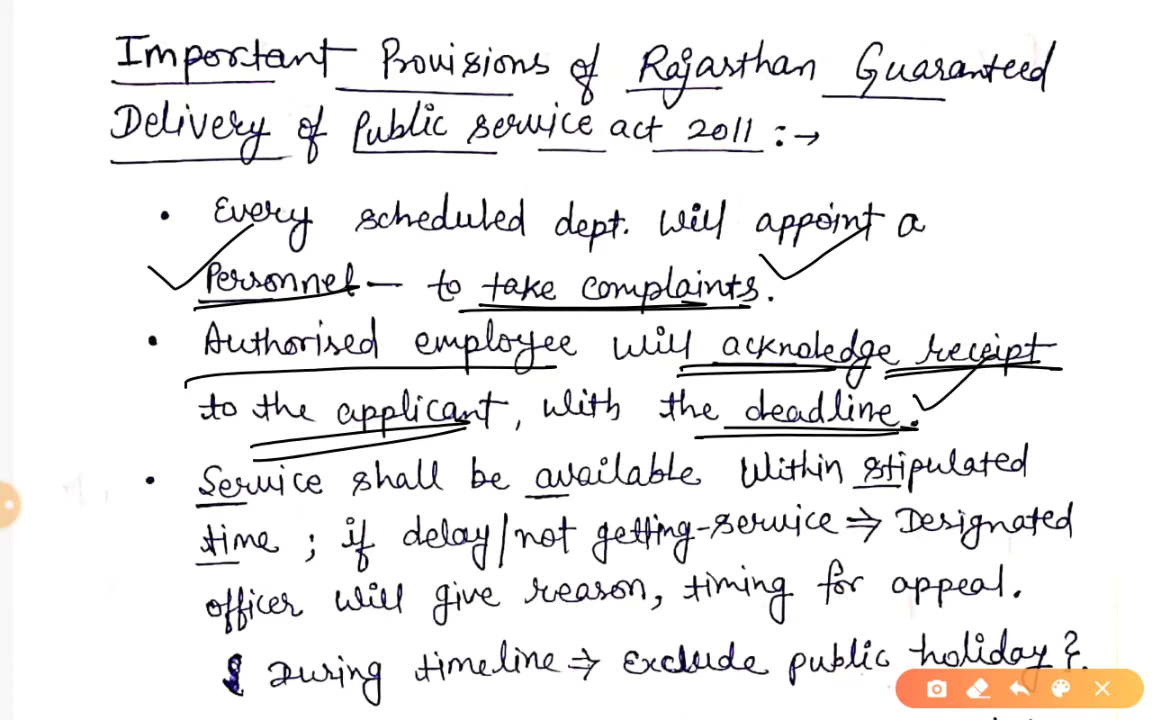 Important Provisions of Rajasthan Guaranteed
Delivery of Public service act 2011 :→
• Every scheduled dept. will appoint a
Personnel — to take complaints.
• Authorised employee will acknoledge receipt
to the applicant, with the deadline.
• Service shall be available within stipulated
time ; if delay/not getting-service ⇒ Designated
officer will give reason, timing for appeal.
{ During timeline ⇒ Exclude public holiday }.